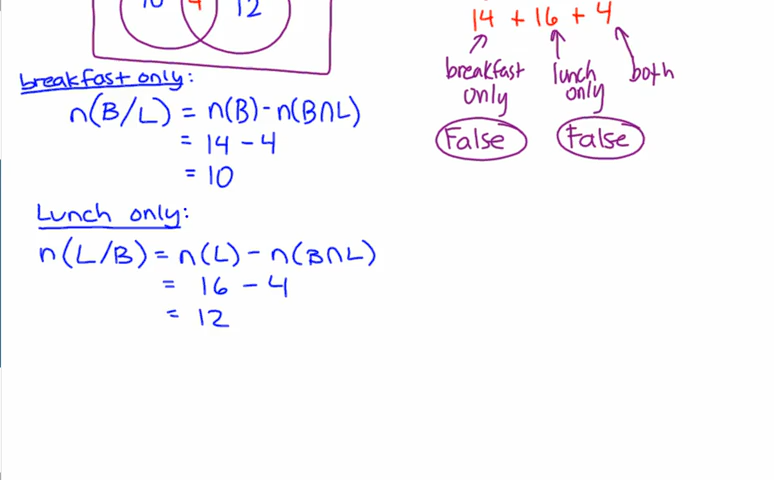 10 4 12
14 + 16 + 4
breakfast only
lunch only
both
False
False
breakfast only:
n(B/L) = n(B) - n(B∩L)
= 14 - 4
= 10
Lunch only:
n(L/B) = n(L) - n(B∩L)
= 16 - 4
= 12